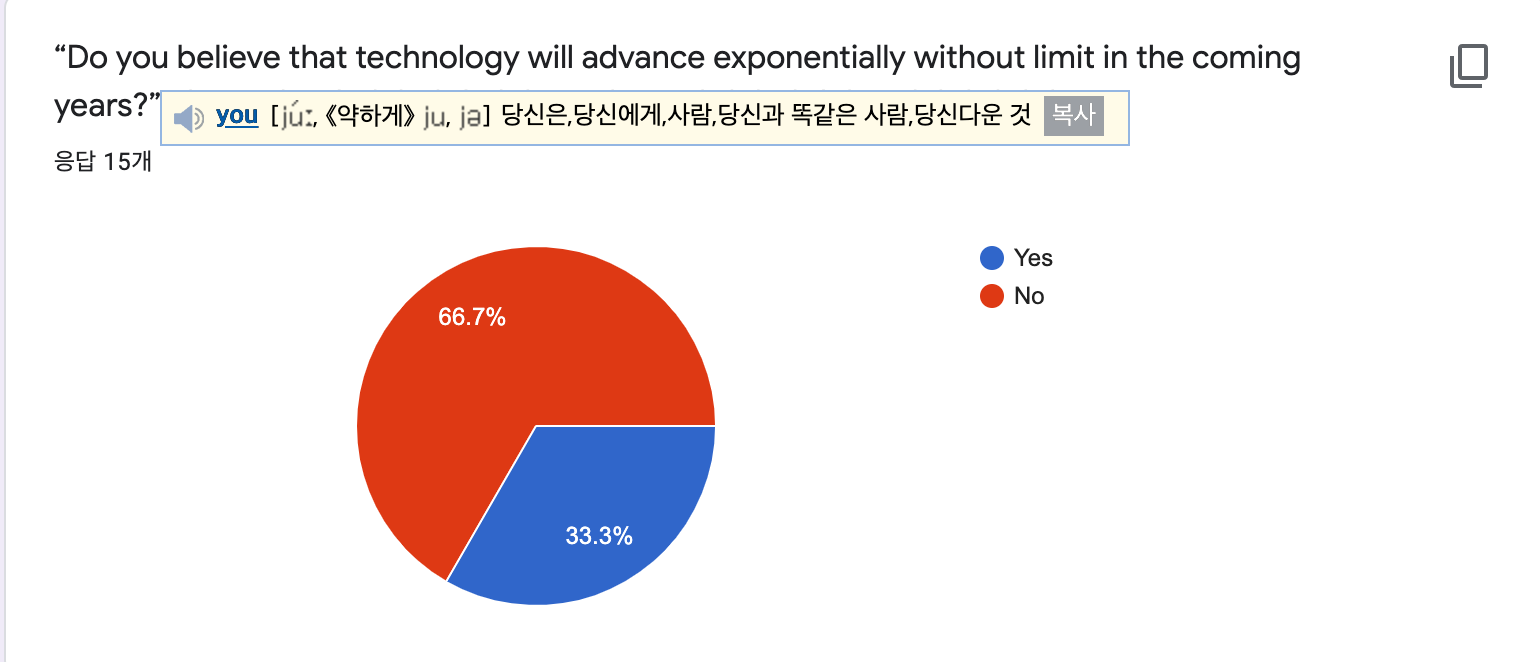 “Do you believe that technology will advance exponentially without limit in the coming
years?”
you [júː, 《약하게》 ju, jə] 당신은,당신에게,사람,당신과 똑같은 사람,당신다운 것 복사
응답 15개
Yes
No
66.7%
33.3%